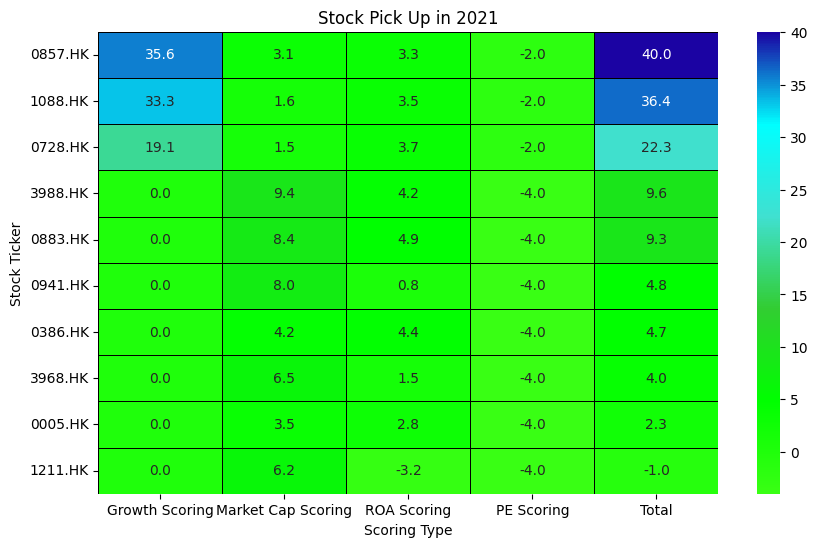 Stock Pick Up in 2021
Stock Ticker
0857.HK 35.6 3.1 3.3 -2.0 40.0
1088.HK 33.3 1.6 3.5 -2.0 36.4
0728.HK 19.1 1.5 3.7 -2.0 22.3
3988.HK 0.0 9.4 4.2 -4.0 9.6
0883.HK 0.0 8.4 4.9 -4.0 9.3
0941.HK 0.0 8.0 0.8 -4.0 4.8
0386.HK 0.0 4.2 4.4 -4.0 4.7
3968.HK 0.0 6.5 1.5 -4.0 4.0
0005.HK 0.0 3.5 2.8 -4.0 2.3
1211.HK 0.0 6.2 -3.2 -4.0 -1.0
Growth Scoring Market Cap Scoring ROA Scoring PE Scoring Total
Scoring Type
40
35
30
25
20
15
10
5
0